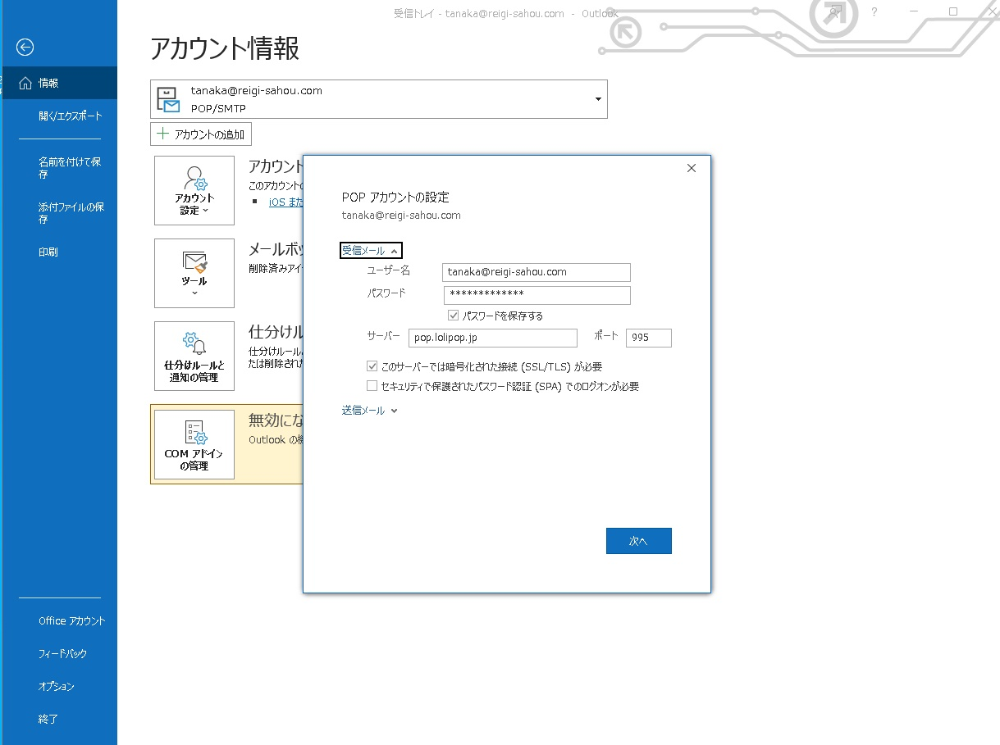 受信トレイ - tanaka@reigi-sahou.com - Outlook
?
アカウント情報
情報
開く/エクスポート
名前を付けて保
存
添付ファイルの保
存
印刷
Office アカウント
フィードバック
オプション
終了
tanaka@reigi-sahou.com
POP/SMTP
アカウントの追加
アカウント
設定
アカウント
このアカウントの
iOS また
ツール
メールボッ
削除済みアイ
仕分けルールと
通知の管理
仕分けル
仕分けルール、
たは削除された
COM アドイン
の管理
無効にな
Outlook の機
POP アカウントの設定
tanaka@reigi-sahou.com
受信メール
ユーザー名 tanaka@reigi-sahou.com
パスワード *************
パスワードを保存する
サーバー pop.lolipop.jp ポート 995
このサーバーでは暗号化された接続 (SSL/TLS) が必要
セキュリティで保護されたパスワード認証 (SPA) でのログオンが必要
送信メール
次へ